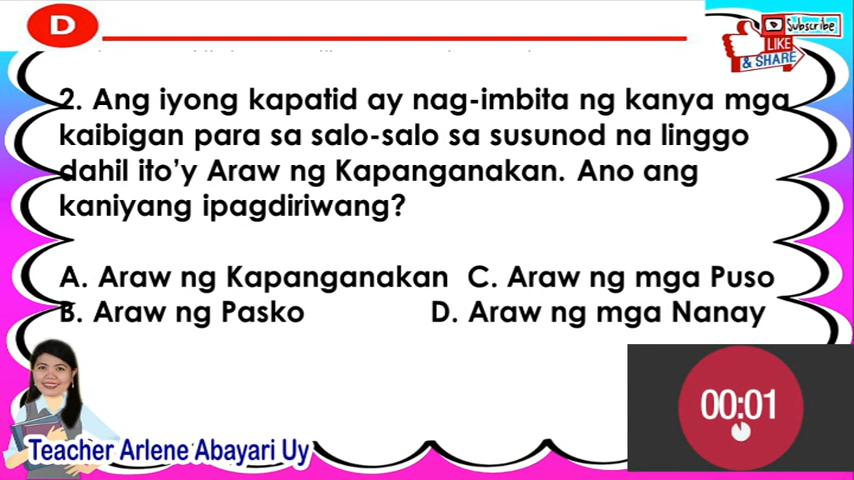 D
Subscribe
LIKE
& SHARE
2. Ang iyong kapatid ay nag-imbita ng kanya mga
kaibigan para sa salo-salo sa susunod na linggo
dahil ito'y Araw ng Kapanganakan. Ano ang
kaniyang ipagdiriwang?
A. Araw ng Kapanganakan C. Araw ng mga Puso
B. Araw ng Pasko D. Araw ng mga Nanay
00:01
Teacher Arlene Abayari Uy